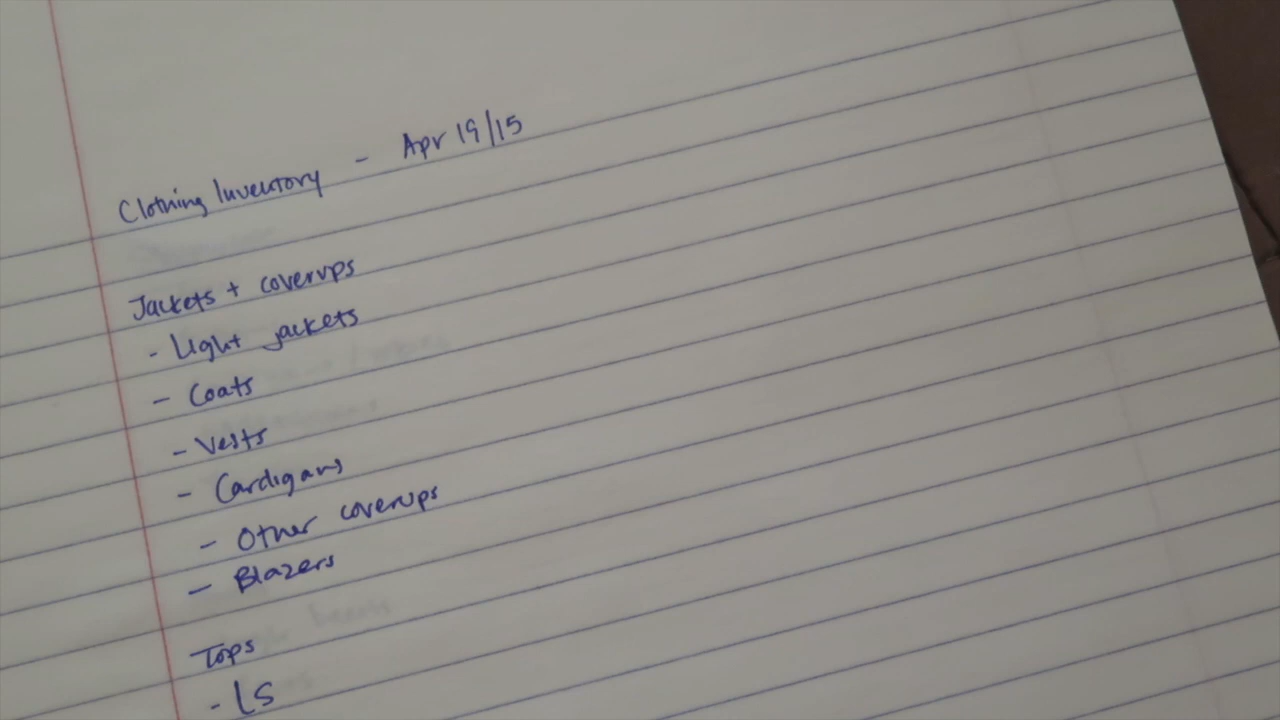 Clothing Inventory - Apr 19/15
Jackets + coverups
- Light jackets
- Coats
- Vests
- Cardigans
- Other coverups
- Blazers
Tops
- LS